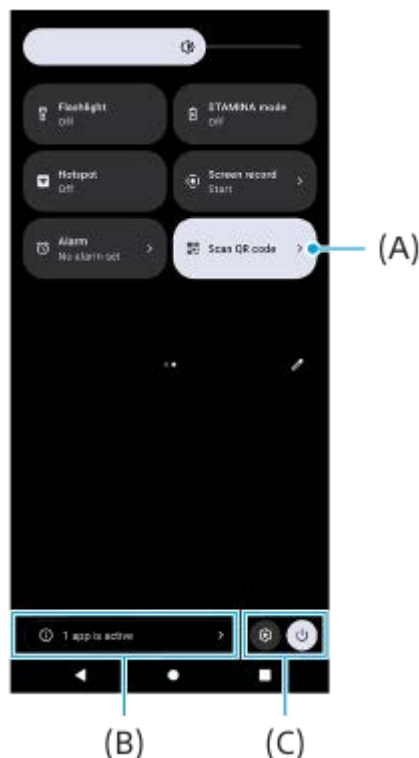 Flashlight
Off
STAMINA mode
Off
Hotspot
Off
Screen record
Start
Alarm
No alarm set
Scan QR code
(A)
1 app is active
(B)
(C)